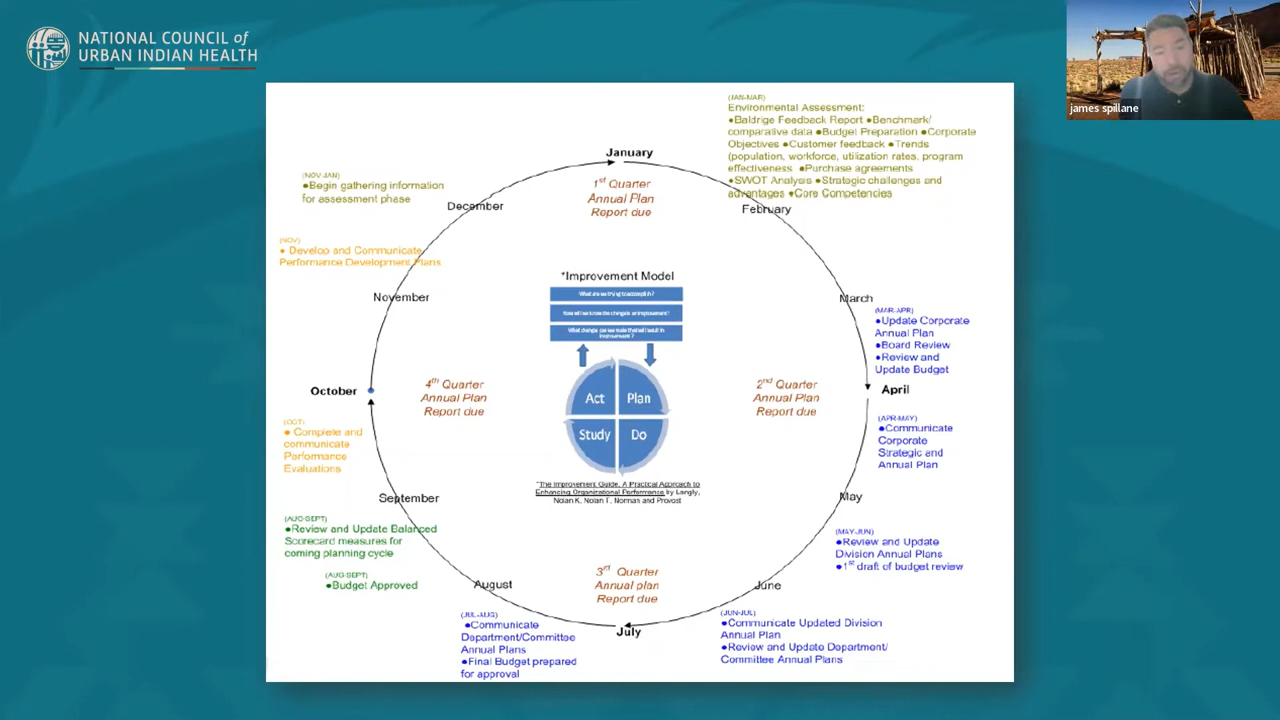 NATIONAL COUNCIL of
URBAN INDIAN HEALTH
james spillane
(JAN-MAR)
Environmental Assessment:
●Baldrige Feedback Report ●Benchmark/
comparative data ●Budget Preparation ●Corporate
Objectives ●Customer feedback ●Trends
(population, workforce, utilization rates, program
effectiveness ●Purchase agreements
●SWOT Analysis ●Strategic challenges and
advantages ●Core Competencies
January
1st Quarter
Annual Plan
Report due
(NOV-JAN)
●Begin gathering information
for assessment phase
December
February
(NOV)
● Develop and Communicate
Performance Development Plans
November
*Improvement Model
What are we trying to accomplish?
How will we know the change is an improvement?
What changes can we make that will result in
improvement?
March
(MAR-APR)
●Update Corporate
Annual Plan
●Board Review
●Review and
Update Budget
October
4th Quarter
Annual Plan
Report due
Act
Plan
Study
Do
2nd Quarter
Annual Plan
Report due
April
(APR-MAY)
●Communicate
Corporate
Strategic and
Annual Plan
(OCT)
● Complete and
communicate
Performance
Evaluations
*The Improvement Guide, A Practical Approach to
Enhancing Organizational Performance by Langly,
Nolan K, Nolan T, Norman and Provost
September
May
(AUG-SEPT)
●Review and Update Balanced
Scorecard measures for
coming planning cycle
(AUG-SEPT)
●Budget Approved
(MAY-JUN)
●Review and Update
Division Annual Plans
●1st draft of budget review
August
3rd Quarter
Annual plan
Report due
June
(JUL-AUG)
●Communicate
Department/Committee
Annual Plans
●Final Budget prepared
for approval
July
(JUN-JUL)
●Communicate Updated Division
Annual Plan
●Review and Update Department/
Committee Annual Plans